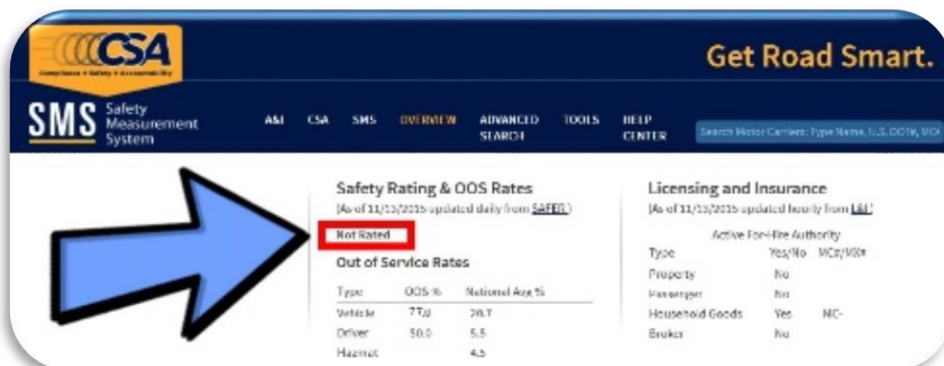 CSA
Compliance • Safety • Accountability
Get Road Smart.
SMS Safety Measurement System
A&I CSA SMS OVERVIEW ADVANCED SEARCH TOOLS HELP CENTER
Search Motor Carriers: Type Name, U.S. DOT#,
Safety Rating & OOS Rates
(As of 11/13/2015 updated daily from SAFER)
Not Rated
Out of Service Rates
Type OOS % National Avg %
Vehicle 20.7
Driver 50.0 5.5
Hazmat 4.5
Licensing and Insurance
(As of 11/13/2015 updated hourly from L&I)
Active For-Hire Authority
Type Yes/No MC#/MX#
Property No
Passenger No
Household Goods Yes MC-
Broker No